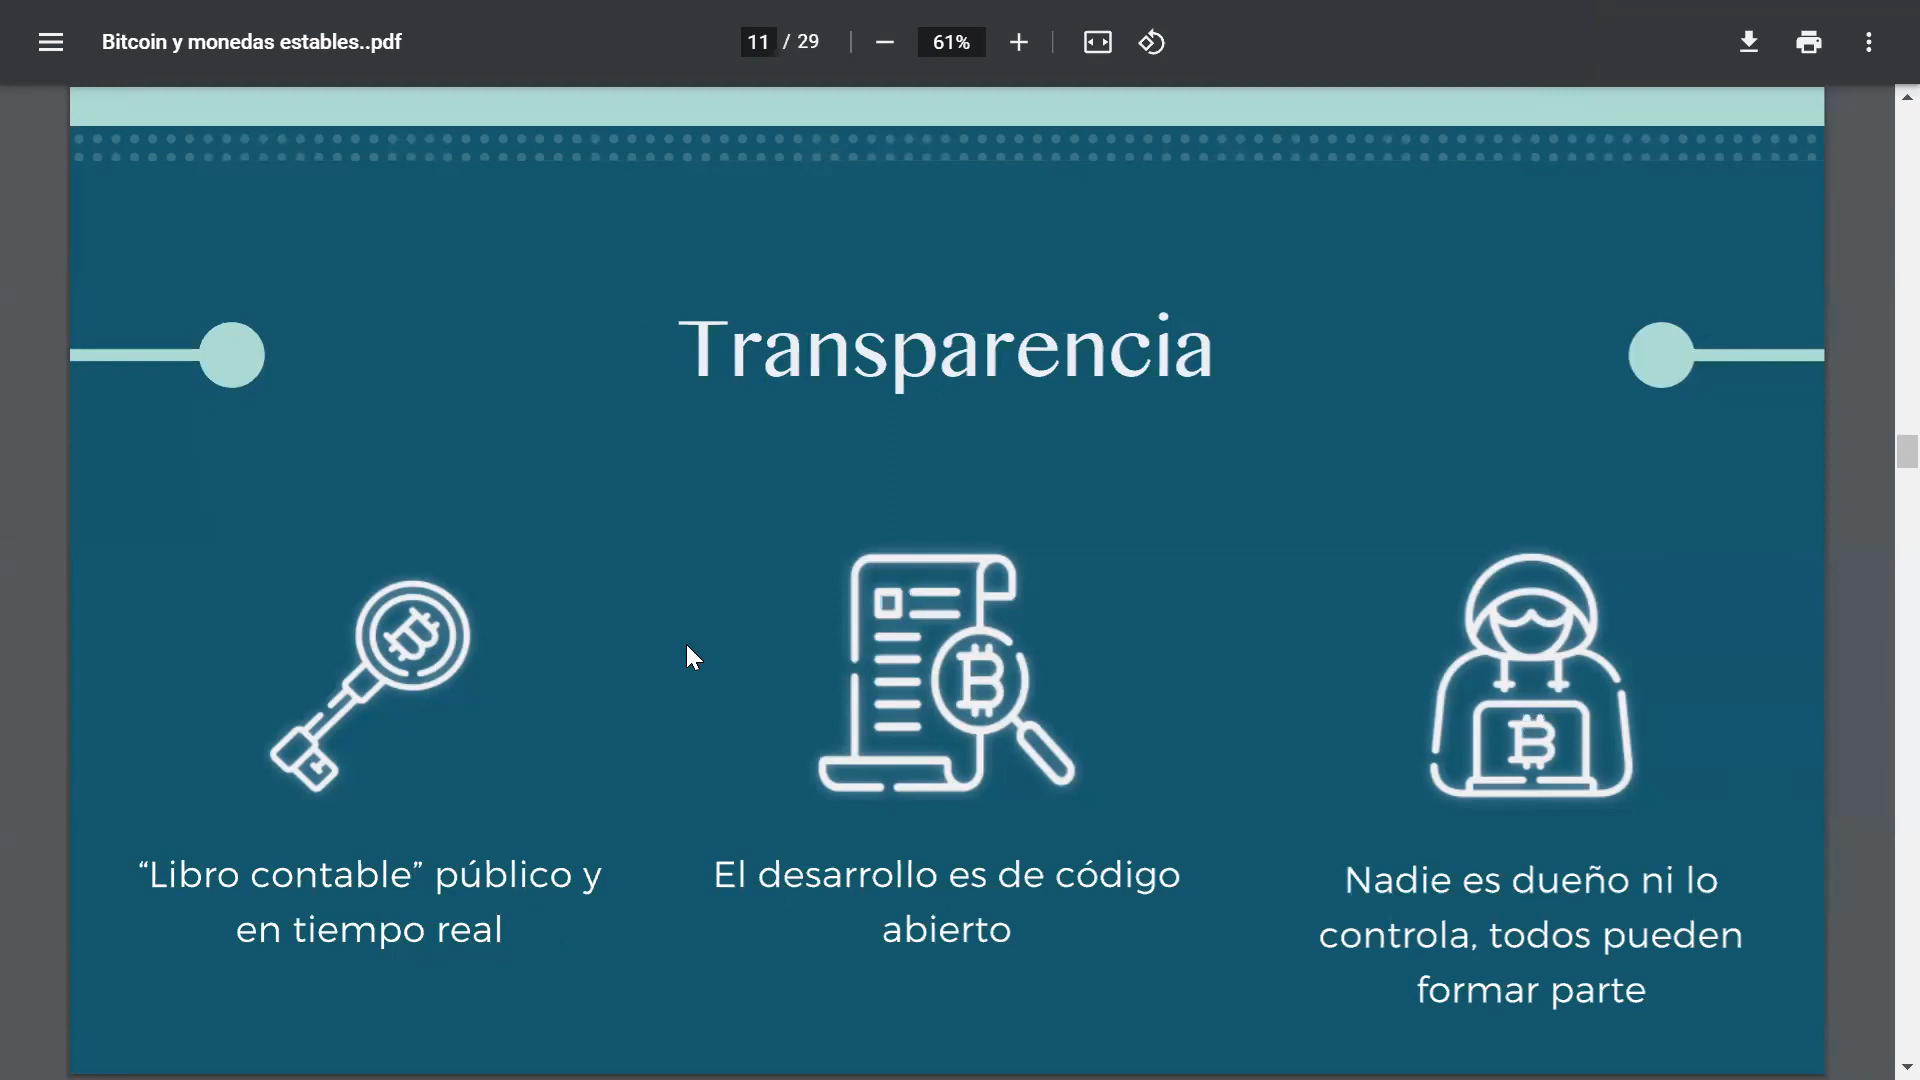 Bitcoin y monedas estables..pdf
11 / 29
61%
Transparencia
“Libro contable” público y
en tiempo real
El desarrollo es de código
abierto
Nadie es dueño ni lo
controla, todos pueden
formar parte